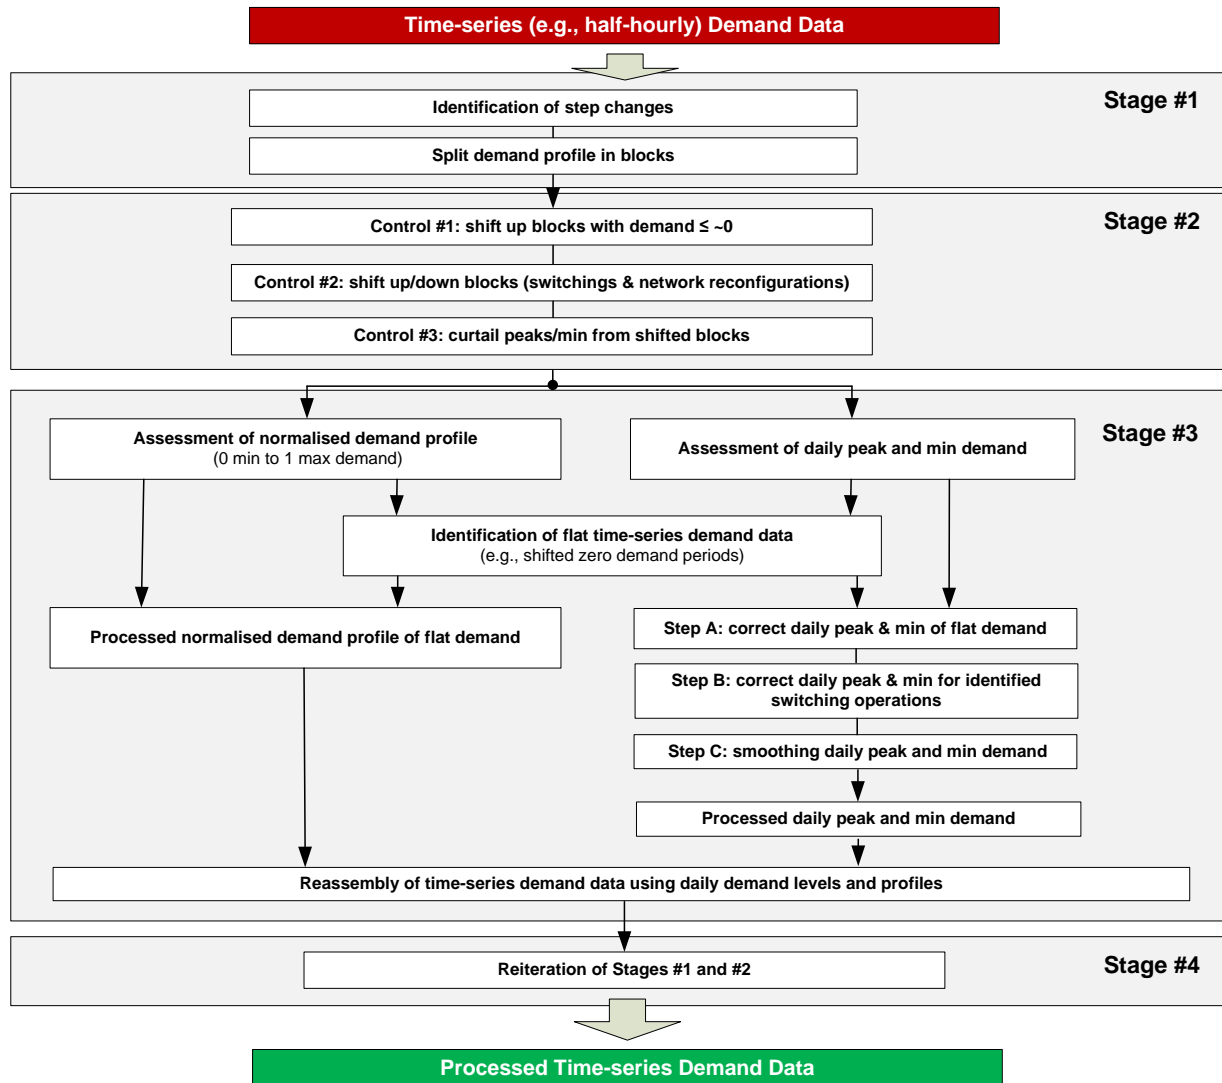 Time-series (e.g., half-hourly) Demand Data
Stage #1
Identification of step changes
Split demand profile in blocks
Stage #2
Control #1: shift up blocks with demand ≤ ~0
Control #2: shift up/down blocks (switchings & network reconfigurations)
Control #3: curtail peaks/min from shifted blocks
Stage #3
Assessment of normalised demand profile
(0 min to 1 max demand)
Assessment of daily peak and min demand
Identification of flat time-series demand data
(e.g., shifted zero demand periods)
Processed normalised demand profile of flat demand
Step A: correct daily peak & min of flat demand
Step B: correct daily peak & min for identified
switching operations
Step C: smoothing daily peak and min demand
Processed daily peak and min demand
Reassembly of time-series demand data using daily demand levels and profiles
Stage #4
Reiteration of Stages #1 and #2
Processed Time-series Demand Data